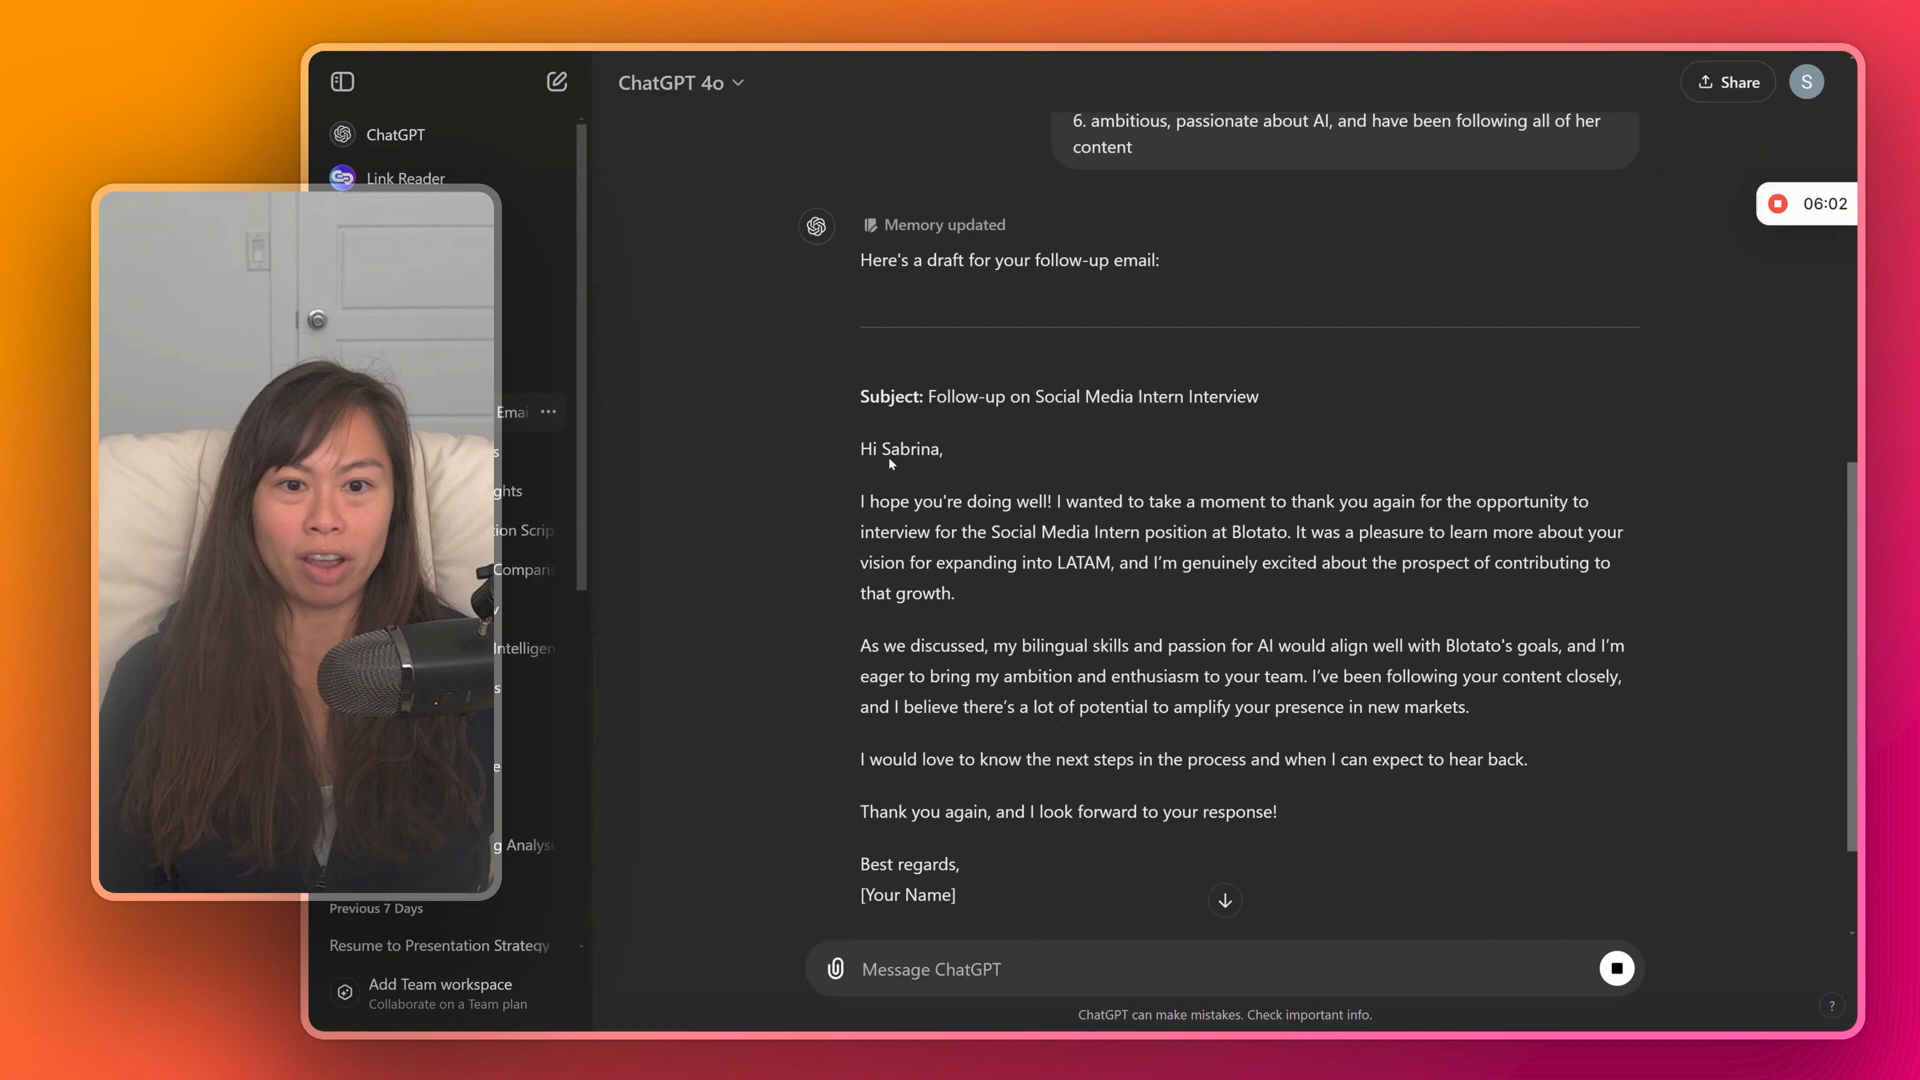 ChatGPT 4o
Share
S
ChatGPT
Link Reader
6. ambitious, passionate about AI, and have been following all of her
content
06:02
Memory updated
Here's a draft for your follow-up email:
Subject: Follow-up on Social Media Intern Interview
Hi Sabrina,
I hope you're doing well! I wanted to take a moment to thank you again for the opportunity to
interview for the Social Media Intern position at Blotato. It was a pleasure to learn more about your
vision for expanding into LATAM, and I'm genuinely excited about the prospect of contributing to
that growth.
As we discussed, my bilingual skills and passion for AI would align well with Blotato's goals, and I'm
eager to bring my ambition and enthusiasm to your team. I've been following your content closely,
and I believe there's a lot of potential to amplify your presence in new markets.
I would love to know the next steps in the process and when I can expect to hear back.
Thank you again, and I look forward to your response!
Best regards,
[Your Name]
Emai
s
ghts
ion Scrip
Comparis
Intelligen
s
e
g Analysi
Previous 7 Days
Resume to Presentation Strategy
Add Team workspace
Collaborate on a Team plan
Message ChatGPT
ChatGPT can make mistakes. Check important info.
?